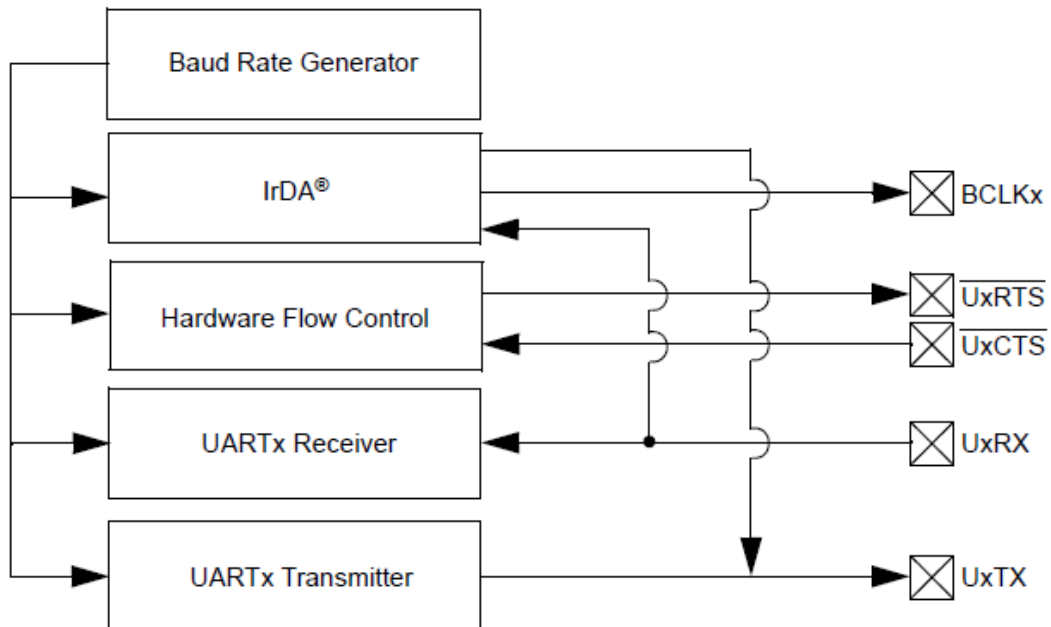 Baud Rate Generator
IrDA®
BCLKx
Hardware Flow Control
UxRTS
UxCTS
UARTx Receiver
UxRX
UARTx Transmitter
UxTX